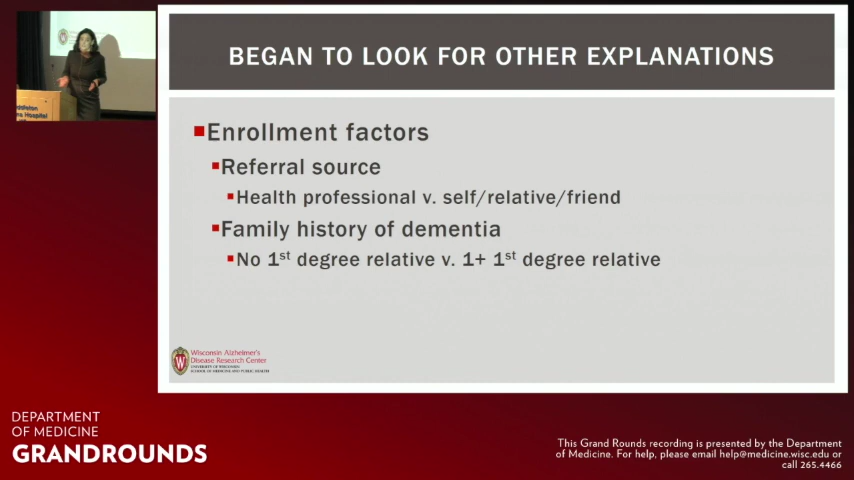 BEGAN TO LOOK FOR OTHER EXPLANATIONS
Enrollment factors
Referral source
Health professional v. self/relative/friend
Family history of dementia
No 1st degree relative v. 1+ 1st degree relative
Wisconsin Alzheimer's
Disease Research Center
UNIVERSITY OF WISCONSIN
SCHOOL OF MEDICINE AND PUBLIC HEALTH
DEPARTMENT
OF MEDICINE
GRANDROUNDS
This Grand Rounds recording is presented by the Department
of Medicine. For help, please email help@medicine.wisc.edu or
call 265.4466